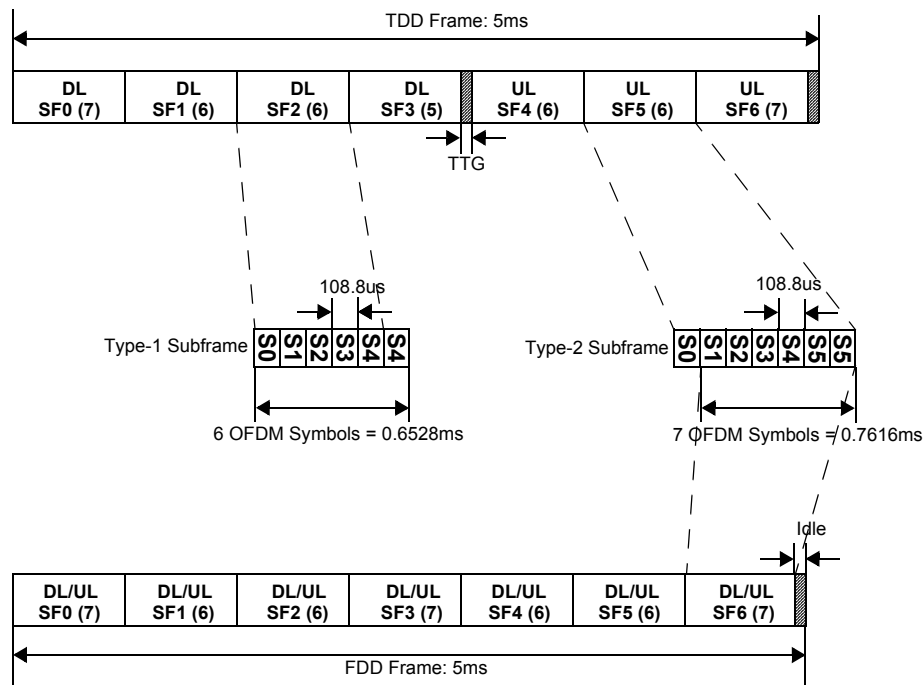 TDD Frame: 5ms
DL
SF0 (7)
DL
SF1 (6)
DL
SF2 (6)
DL
SF3 (5)
UL
SF4 (6)
UL
SF5 (6)
UL
SF6 (7)
TTG
108.8us
108.8us
Type-1 Subframe
S0
S1
S2
S3
S4
S4
Type-2 Subframe
S0
S1
S2
S3
S4
S5
S5
6 OFDM Symbols = 0.6528ms
7 OFDM Symbols = 0.7616ms
Idle
DL/UL
SF0 (7)
DL/UL
SF1 (6)
DL/UL
SF2 (6)
DL/UL
SF3 (7)
DL/UL
SF4 (6)
DL/UL
SF5 (6)
DL/UL
SF6 (7)
FDD Frame: 5ms